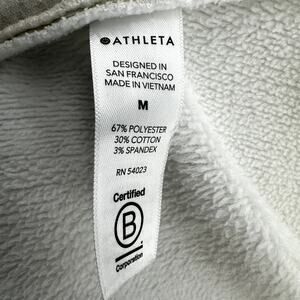 ATHLETA
DESIGNED IN
SAN FRANCISCO
MADE IN VIETNAM
M
67% POLYESTER
30% COTTON
3% SPANDEX
RN 54023
Certified
B
Corporation